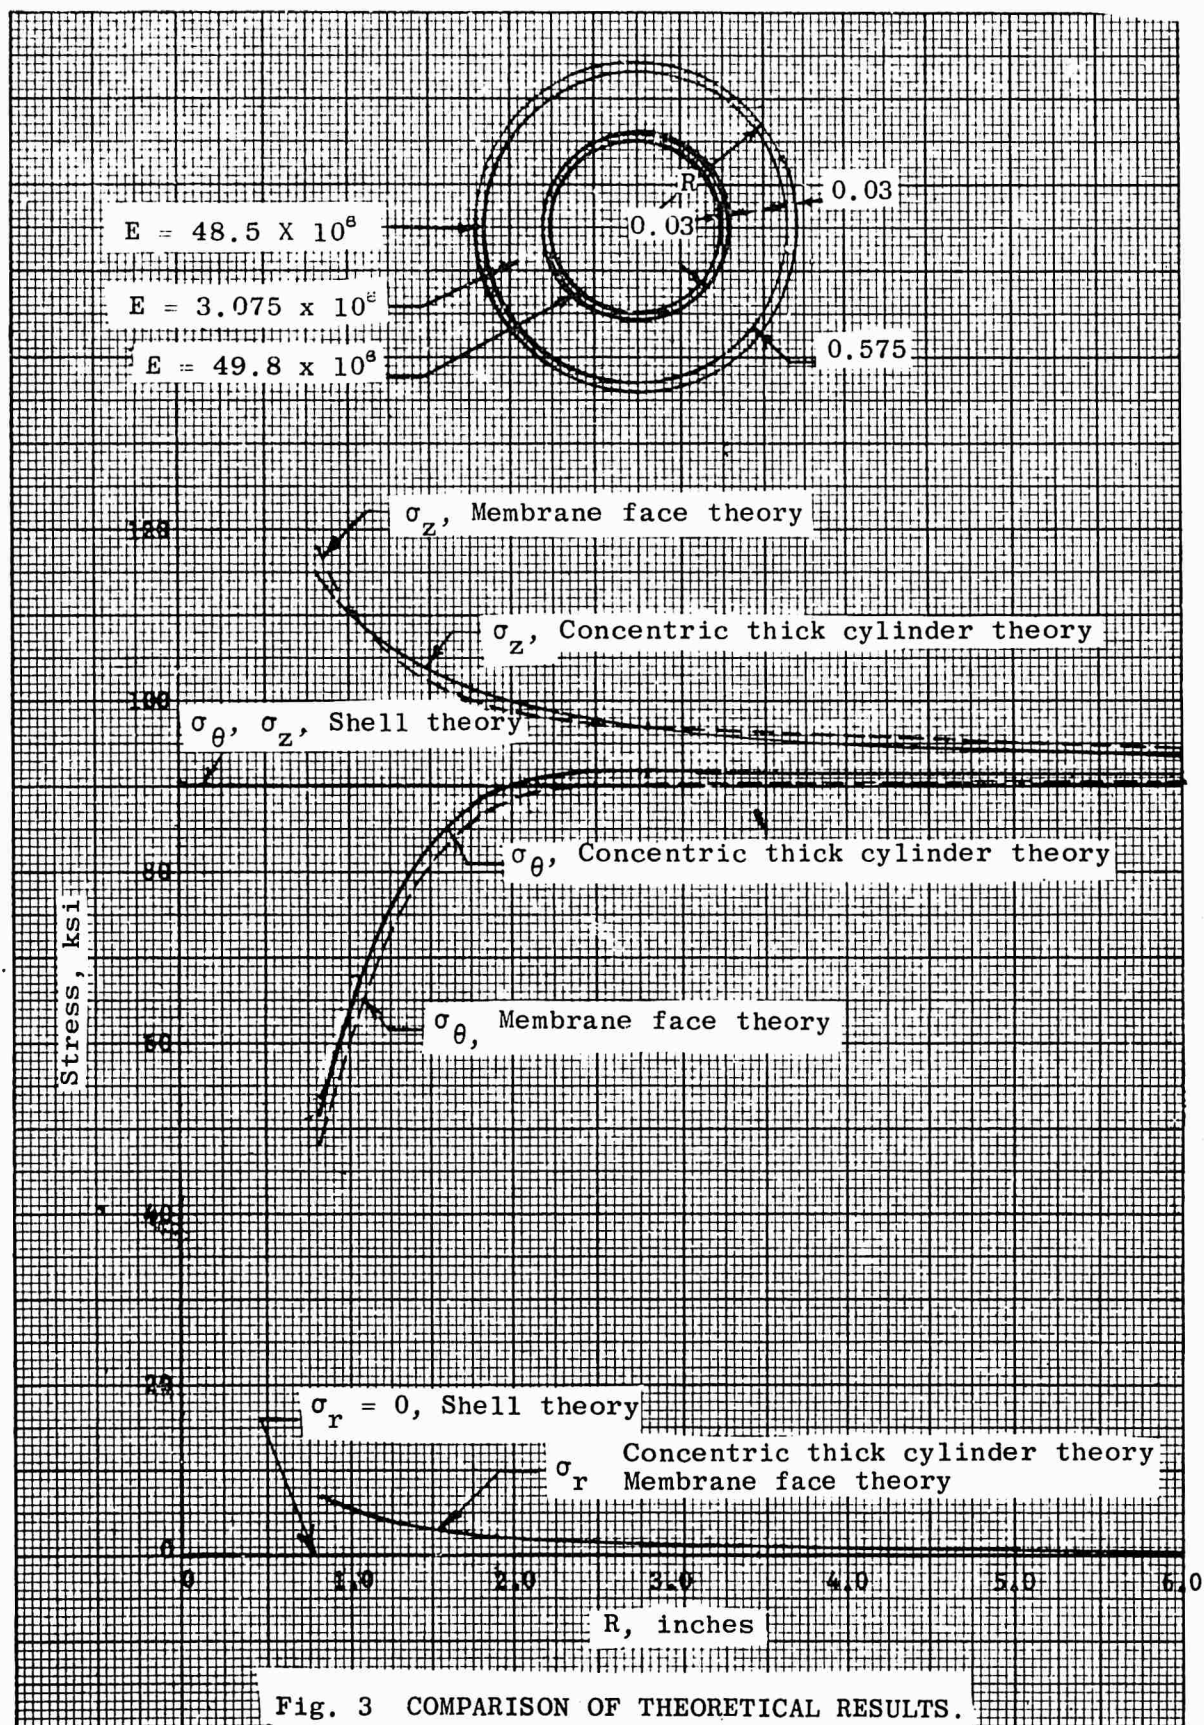 0.03
R
0.03
E = 48.5 X 10⁶
E = 3.075 x 10⁶
E = 49.8 x 10⁶
0.575
σz, Membrane face theory
120
σz, Concentric thick cylinder theory
100
σθ, σz, Shell theory
σθ, Concentric thick cylinder theory
80
Stress, ksi
σθ, Membrane face theory
60
40
20
σr = 0, Shell theory
Concentric thick cylinder theory
σr Membrane face theory
0
0 1.0 2.0 3.0 4.0 5.0 6.0
R, inches
Fig. 3 COMPARISON OF THEORETICAL RESULTS.